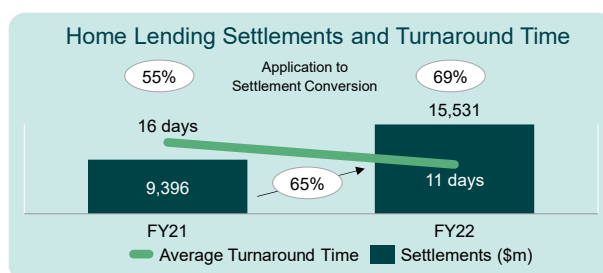 Home Lending Settlements and Turnaround Time
55%
Application to
Settlement Conversion
69%
15,531
16 days
9,396
65%
11 days
FY21
FY22
Average Turnaround Time
Settlements ($m)